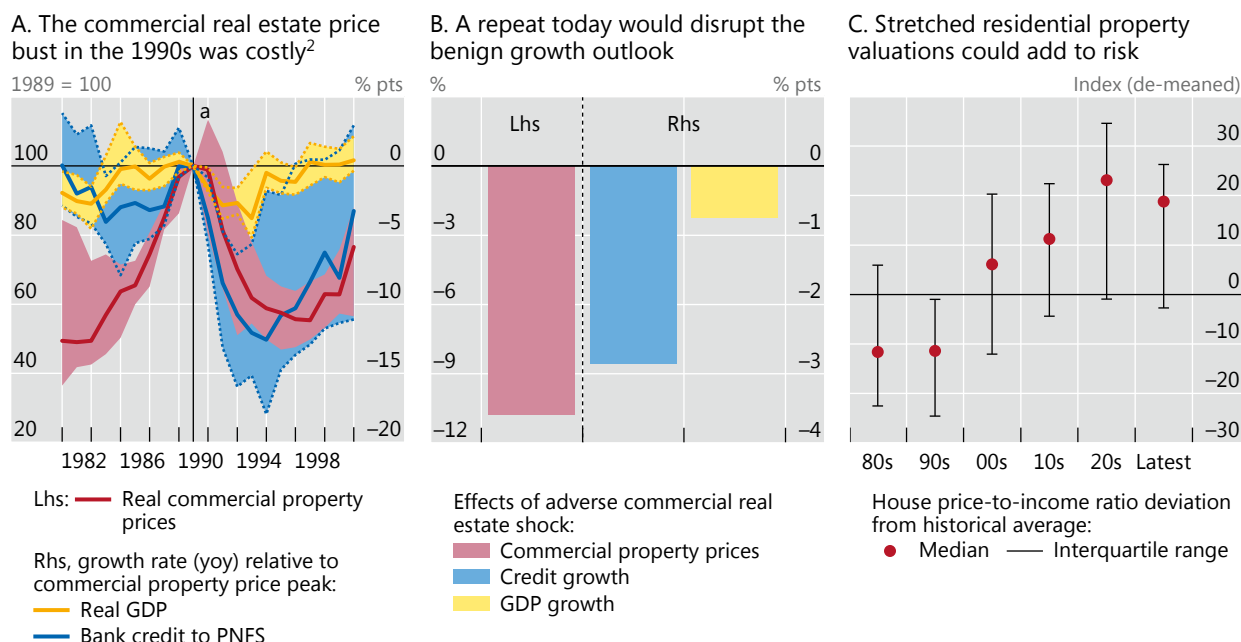 A. The commercial real estate price
bust in the 1990s was costly2
1989 = 100
% pts
a
100
80
60
40
20
0
–5
–10
–15
–20
1982 1986 1990 1994 1998
Lhs:
Real commercial property
prices
Rhs, growth rate (yoy) relative to
commercial property price peak:
Real GDP
Bank credit to PNFS
B. A repeat today would disrupt the
benign growth outlook
%
% pts
Lhs
Rhs
0
–3
–6
–9
–12
0
–1
–2
–3
–4
Effects of adverse commercial real
estate shock:
Commercial property prices
Credit growth
GDP growth
C. Stretched residential property
valuations could add to risk
Index (de-meaned)
30
20
10
0
–10
–20
–30
80s 90s 00s 10s 20s Latest
House price-to-income ratio deviation
from historical average:
Median
Interquartile range